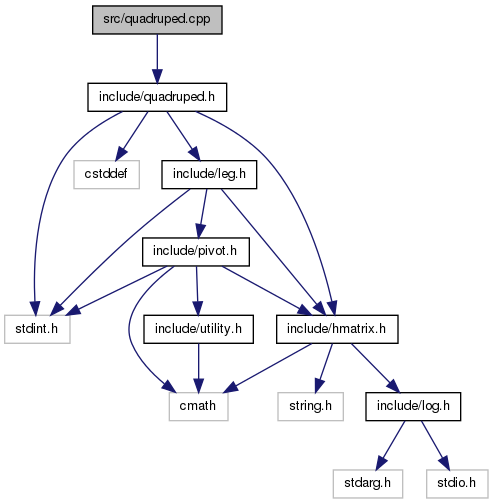 src/quadruped.cpp
include/quadruped.h
cstddef
include/leg.h
include/pivot.h
stdint.h
include/utility.h
include/hmatrix.h
cmath
string.h
include/log.h
stdarg.h
stdio.h